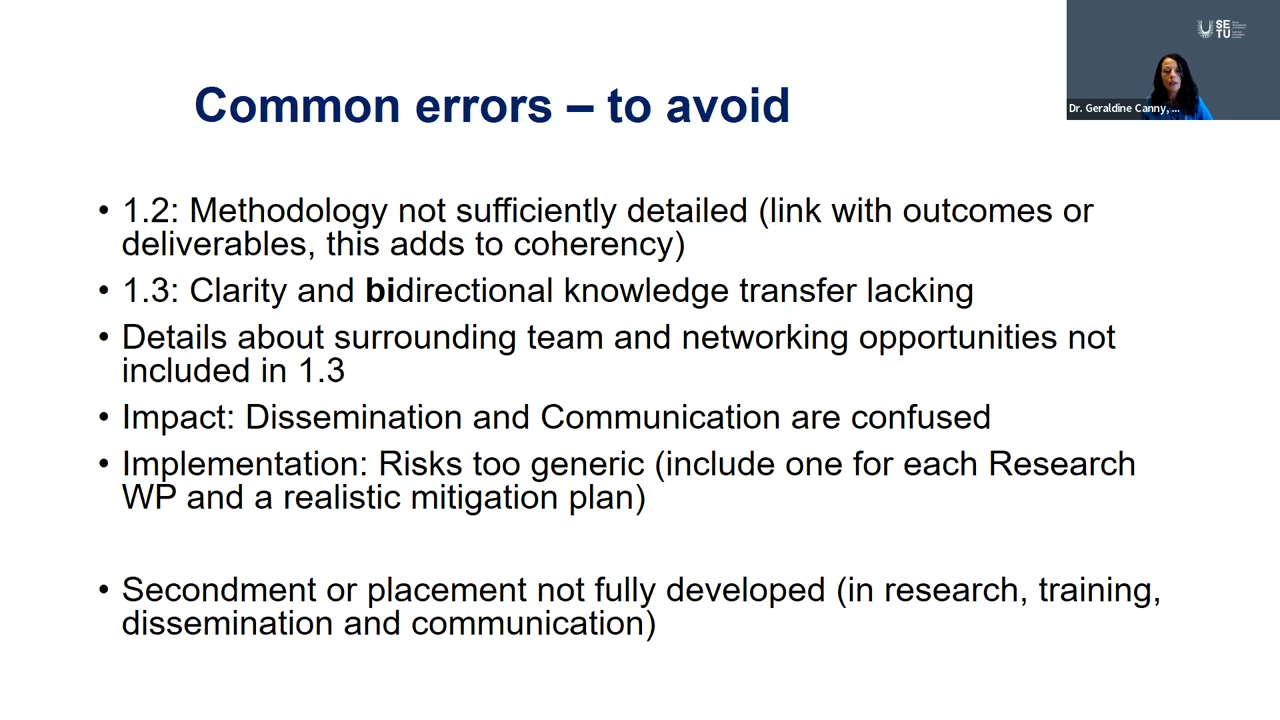 SE
TU
Dr. Geraldine Canny, ...
Common errors – to avoid
• 1.2: Methodology not sufficiently detailed (link with outcomes or
deliverables, this adds to coherency)
• 1.3: Clarity and bidirectional knowledge transfer lacking
• Details about surrounding team and networking opportunities not
included in 1.3
• Impact: Dissemination and Communication are confused
• Implementation: Risks too generic (include one for each Research
WP and a realistic mitigation plan)
• Secondment or placement not fully developed (in research, training,
dissemination and communication)